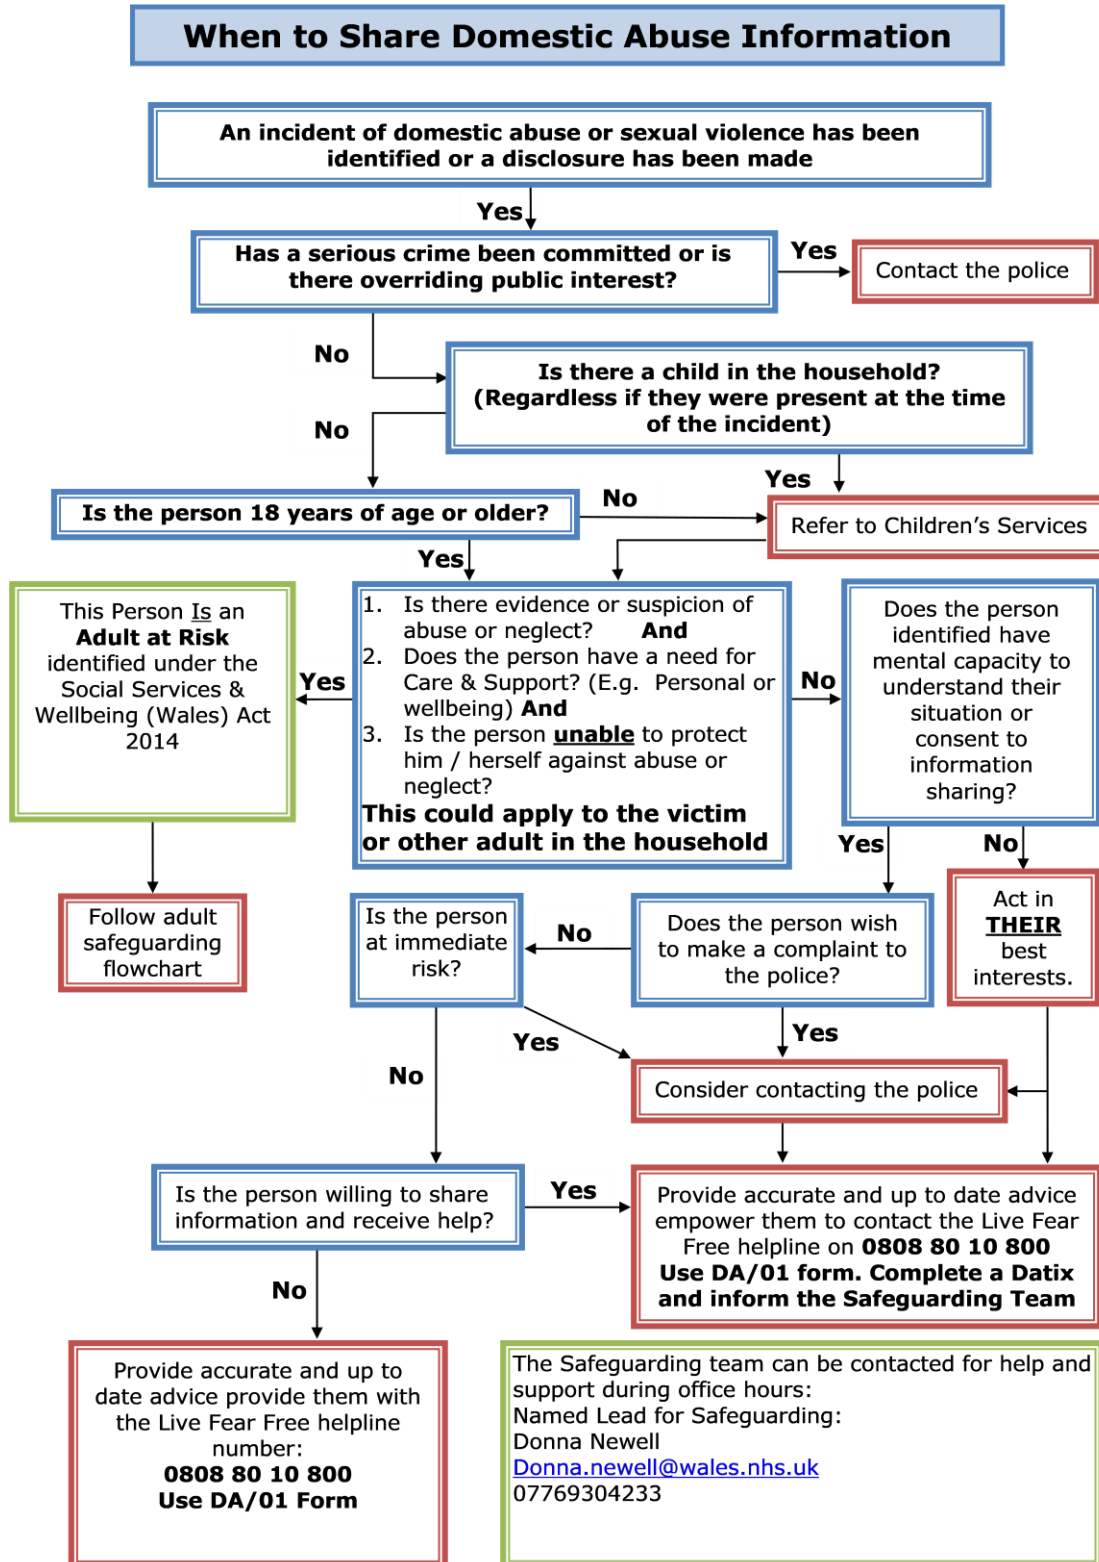 When to Share Domestic Abuse Information
An incident of domestic abuse or sexual violence has been
identified or a disclosure has been made
Yes
Has a serious crime been committed or is
there overriding public interest?
Yes
Contact the police
No
Is there a child in the household?
(Regardless if they were present at the time
of the incident)
No
Yes
Is the person 18 years of age or older?
No
Refer to Children's Services
Yes
This Person Is an
Adult at Risk
identified under the
Social Services &
Wellbeing (Wales) Act
2014
Yes
1. Is there evidence or suspicion of
abuse or neglect? And
2. Does the person have a need for
Care & Support? (E.g. Personal or
wellbeing) And
3. Is the person unable to protect
him / herself against abuse or
neglect?
This could apply to the victim
or other adult in the household
No
Does the person
identified have
mental capacity to
understand their
situation or
consent to
information
sharing?
Yes
No
Follow adult
safeguarding
flowchart
Is the person
at immediate
risk?
No
Does the person wish
to make a complaint to
the police?
Act in
THEIR
best
interests.
Yes
Yes
No
Consider contacting the police
Is the person willing to share
information and receive help?
Yes
Provide accurate and up to date advice
empower them to contact the Live Fear
Free helpline on 0808 80 10 800
Use DA/01 form. Complete a Datix
and inform the Safeguarding Team
No
Provide accurate and up to
date advice provide them with
the Live Fear Free helpline
number:
0808 80 10 800
Use DA/01 Form
The Safeguarding team can be contacted for help and
support during office hours:
Named Lead for Safeguarding:
Donna Newell
Donna.newell@wales.nhs.uk
07769304233